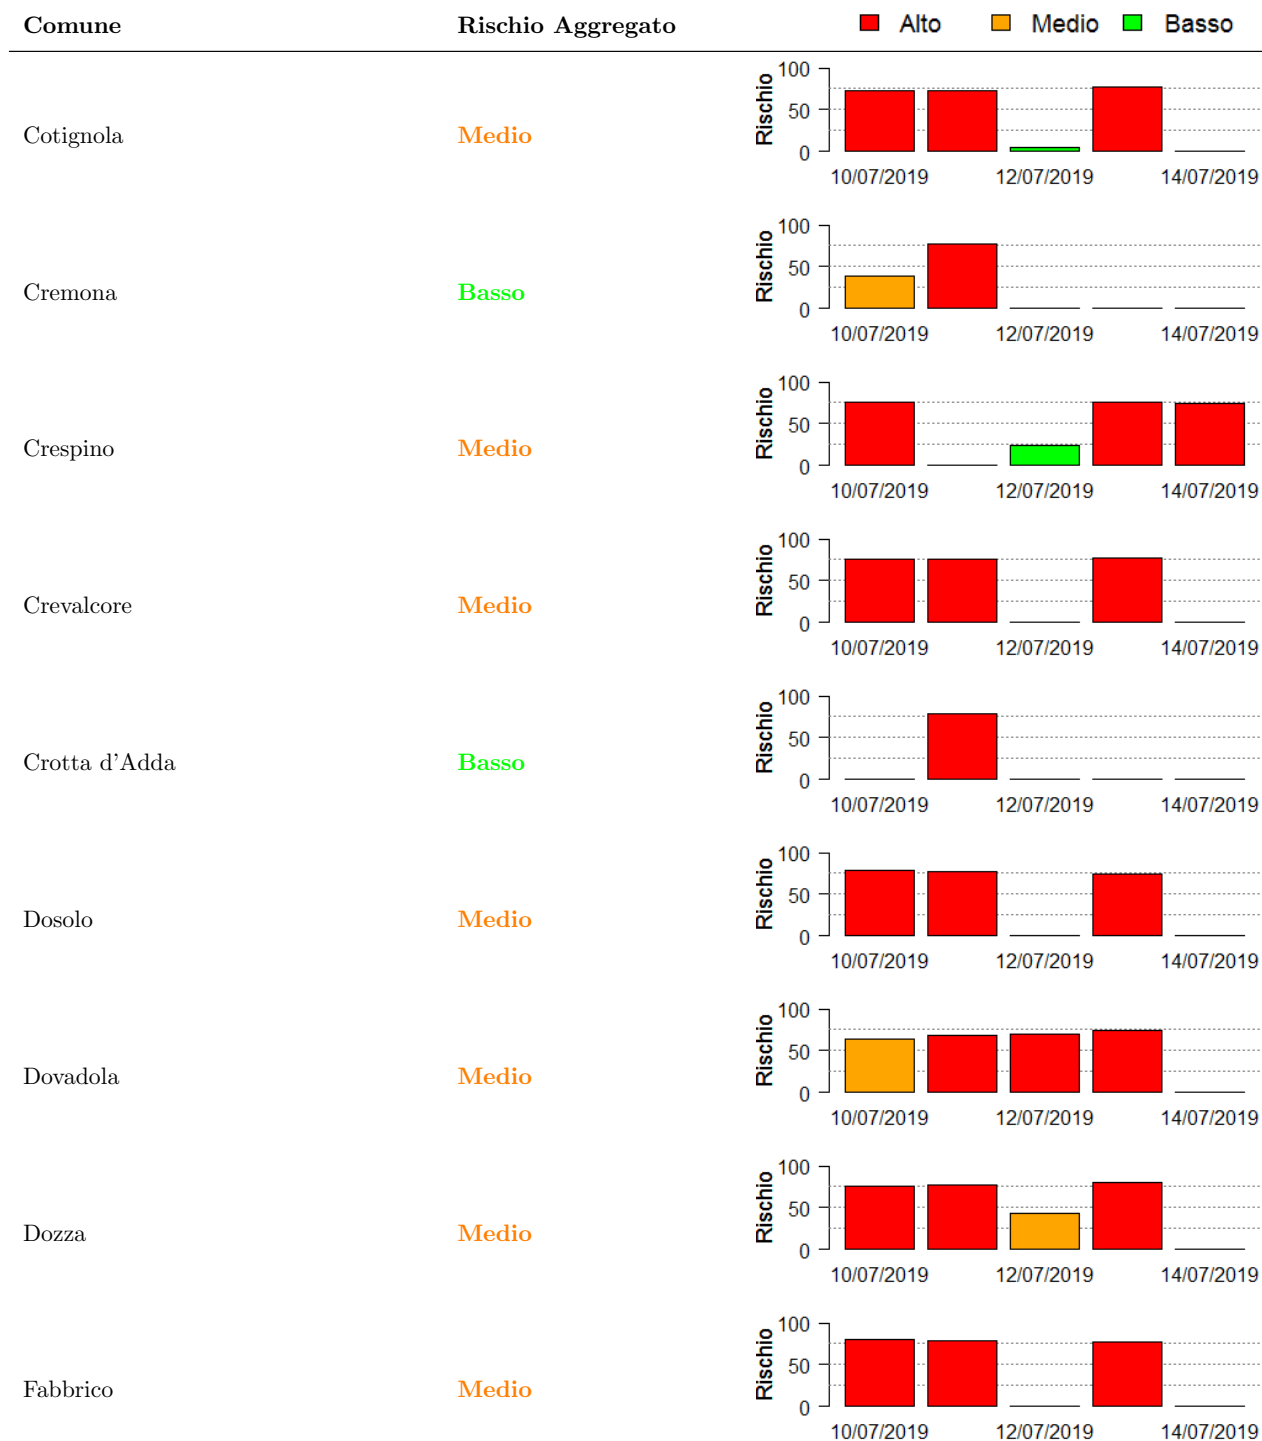 Comune Rischio Aggregato Alto Medio Basso
Cotignola Medio Rischio 100 50 0
10/07/2019 12/07/2019 14/07/2019
Cremona Basso Rischio 100 50 0
10/07/2019 12/07/2019 14/07/2019
Crespino Medio Rischio 100 50 0
10/07/2019 12/07/2019 14/07/2019
Crevalcore Medio Rischio 100 50 0
10/07/2019 12/07/2019 14/07/2019
Crotta d'Adda Basso Rischio 100 50 0
10/07/2019 12/07/2019 14/07/2019
Dosolo Medio Rischio 100 50 0
10/07/2019 12/07/2019 14/07/2019
Dovadola Medio Rischio 100 50 0
10/07/2019 12/07/2019 14/07/2019
Dozza Medio Rischio 100 50 0
10/07/2019 12/07/2019 14/07/2019
Fabbrico Medio Rischio 100 50 0
10/07/2019 12/07/2019 14/07/2019